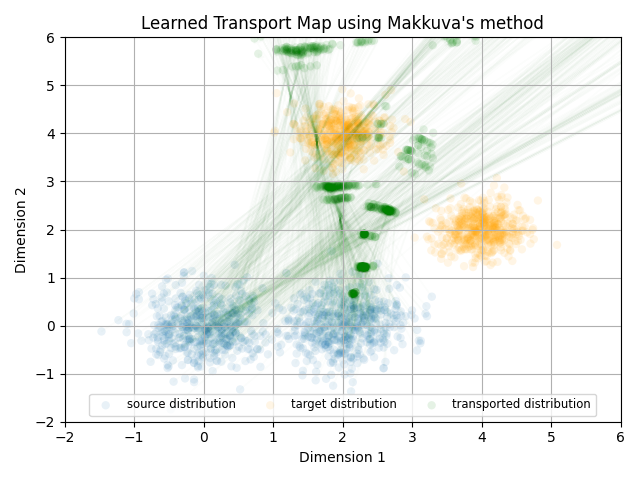 Learned Transport Map using Makkuva's method
6
5
4
3
2
1
0
−1
−2
Dimension 2
source distribution target distribution transported distribution
−2 −1 0 1 2 3 4 5 6
Dimension 1